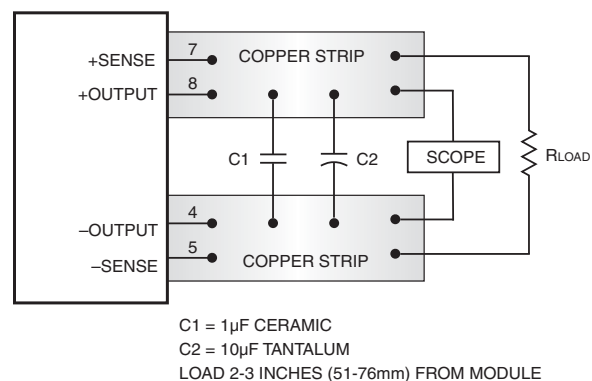 +SENSE
7
COPPER STRIP
+OUTPUT
8
C1
C2
SCOPE
RLOAD
–OUTPUT
4
–SENSE
5
COPPER STRIP
C1 = 1µF CERAMIC
C2 = 10µF TANTALUM
LOAD 2-3 INCHES (51-76mm) FROM MODULE